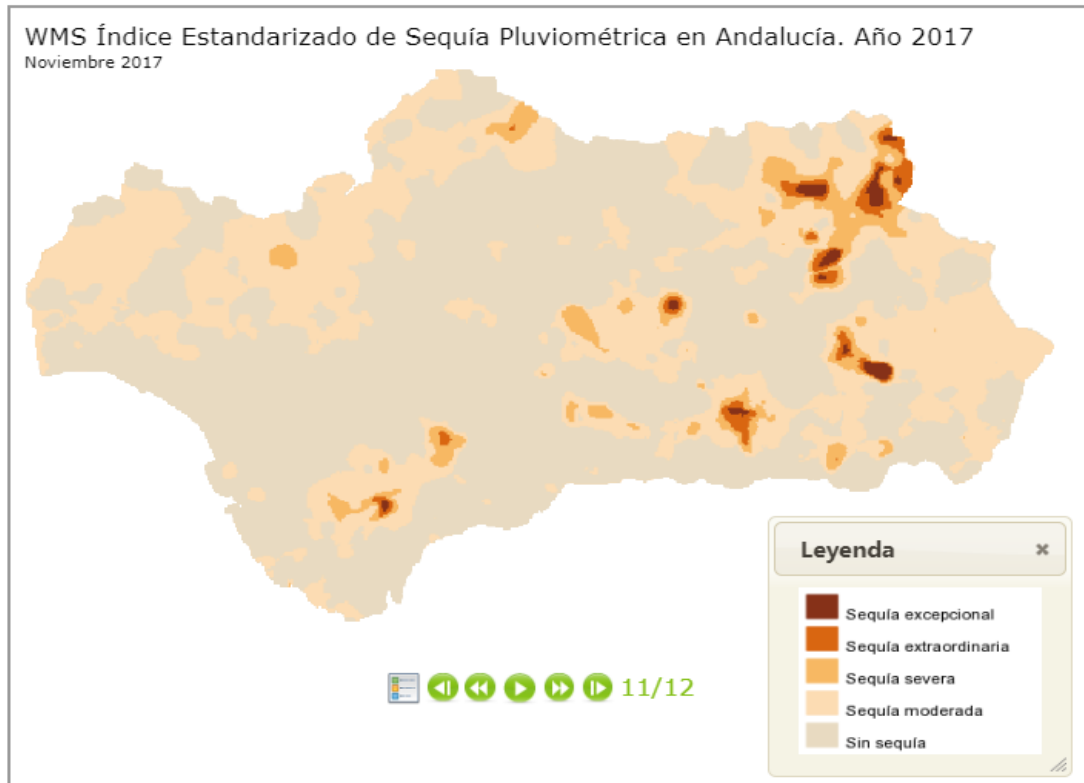 WMS Índice Estandarizado de Sequía Pluviométrica en Andalucía. Año 2017
Noviembre 2017
Leyenda
Sequía excepcional
Sequía extraordinaria
Sequía severa
Sequía moderada
Sin sequía
11/12